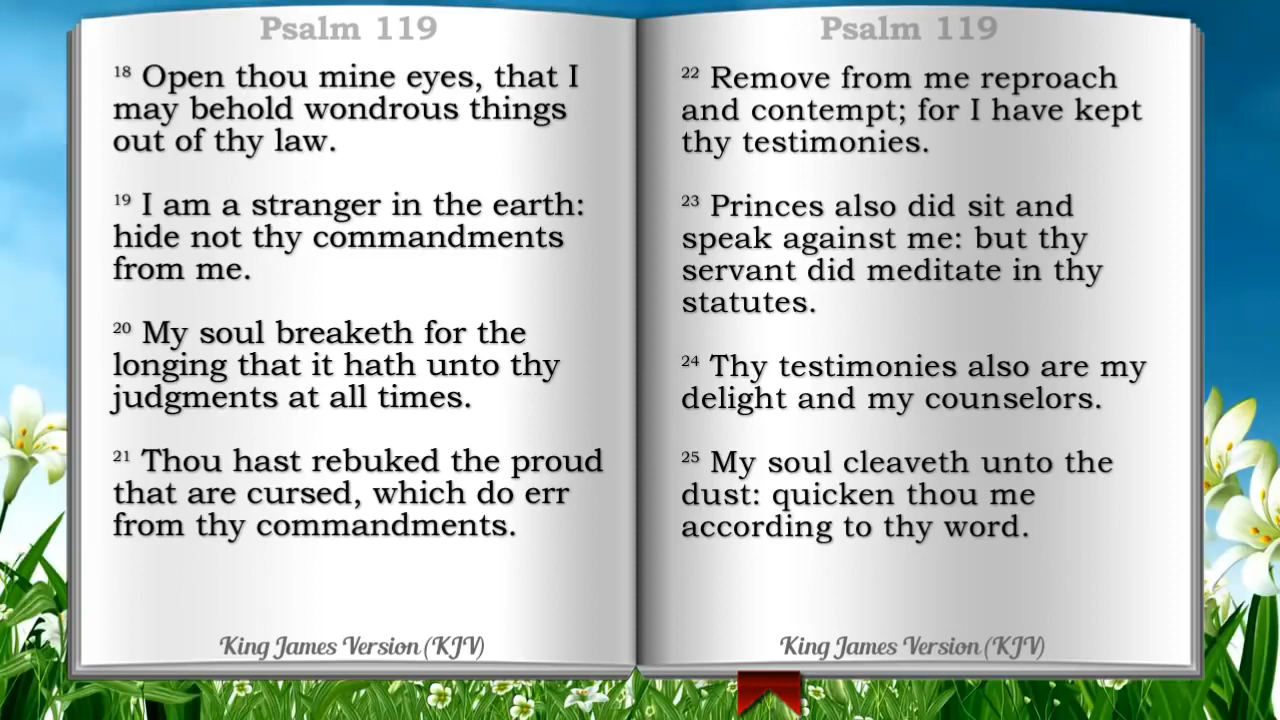 Psalm 119
18 Open thou mine eyes, that I
may behold wondrous things
out of thy law.
19 I am a stranger in the earth:
hide not thy commandments
from me.
20 My soul breaketh for the
longing that it hath unto thy
judgments at all times.
21 Thou hast rebuked the proud
that are cursed, which do err
from thy commandments.
King James Version (KJV)
Psalm 119
22 Remove from me reproach
and contempt; for I have kept
thy testimonies.
23 Princes also did sit and
speak against me: but thy
servant did meditate in thy
statutes.
24 Thy testimonies also are my
delight and my counselors.
25 My soul cleaveth unto the
dust: quicken thou me
according to thy word.
King James Version (KJV)